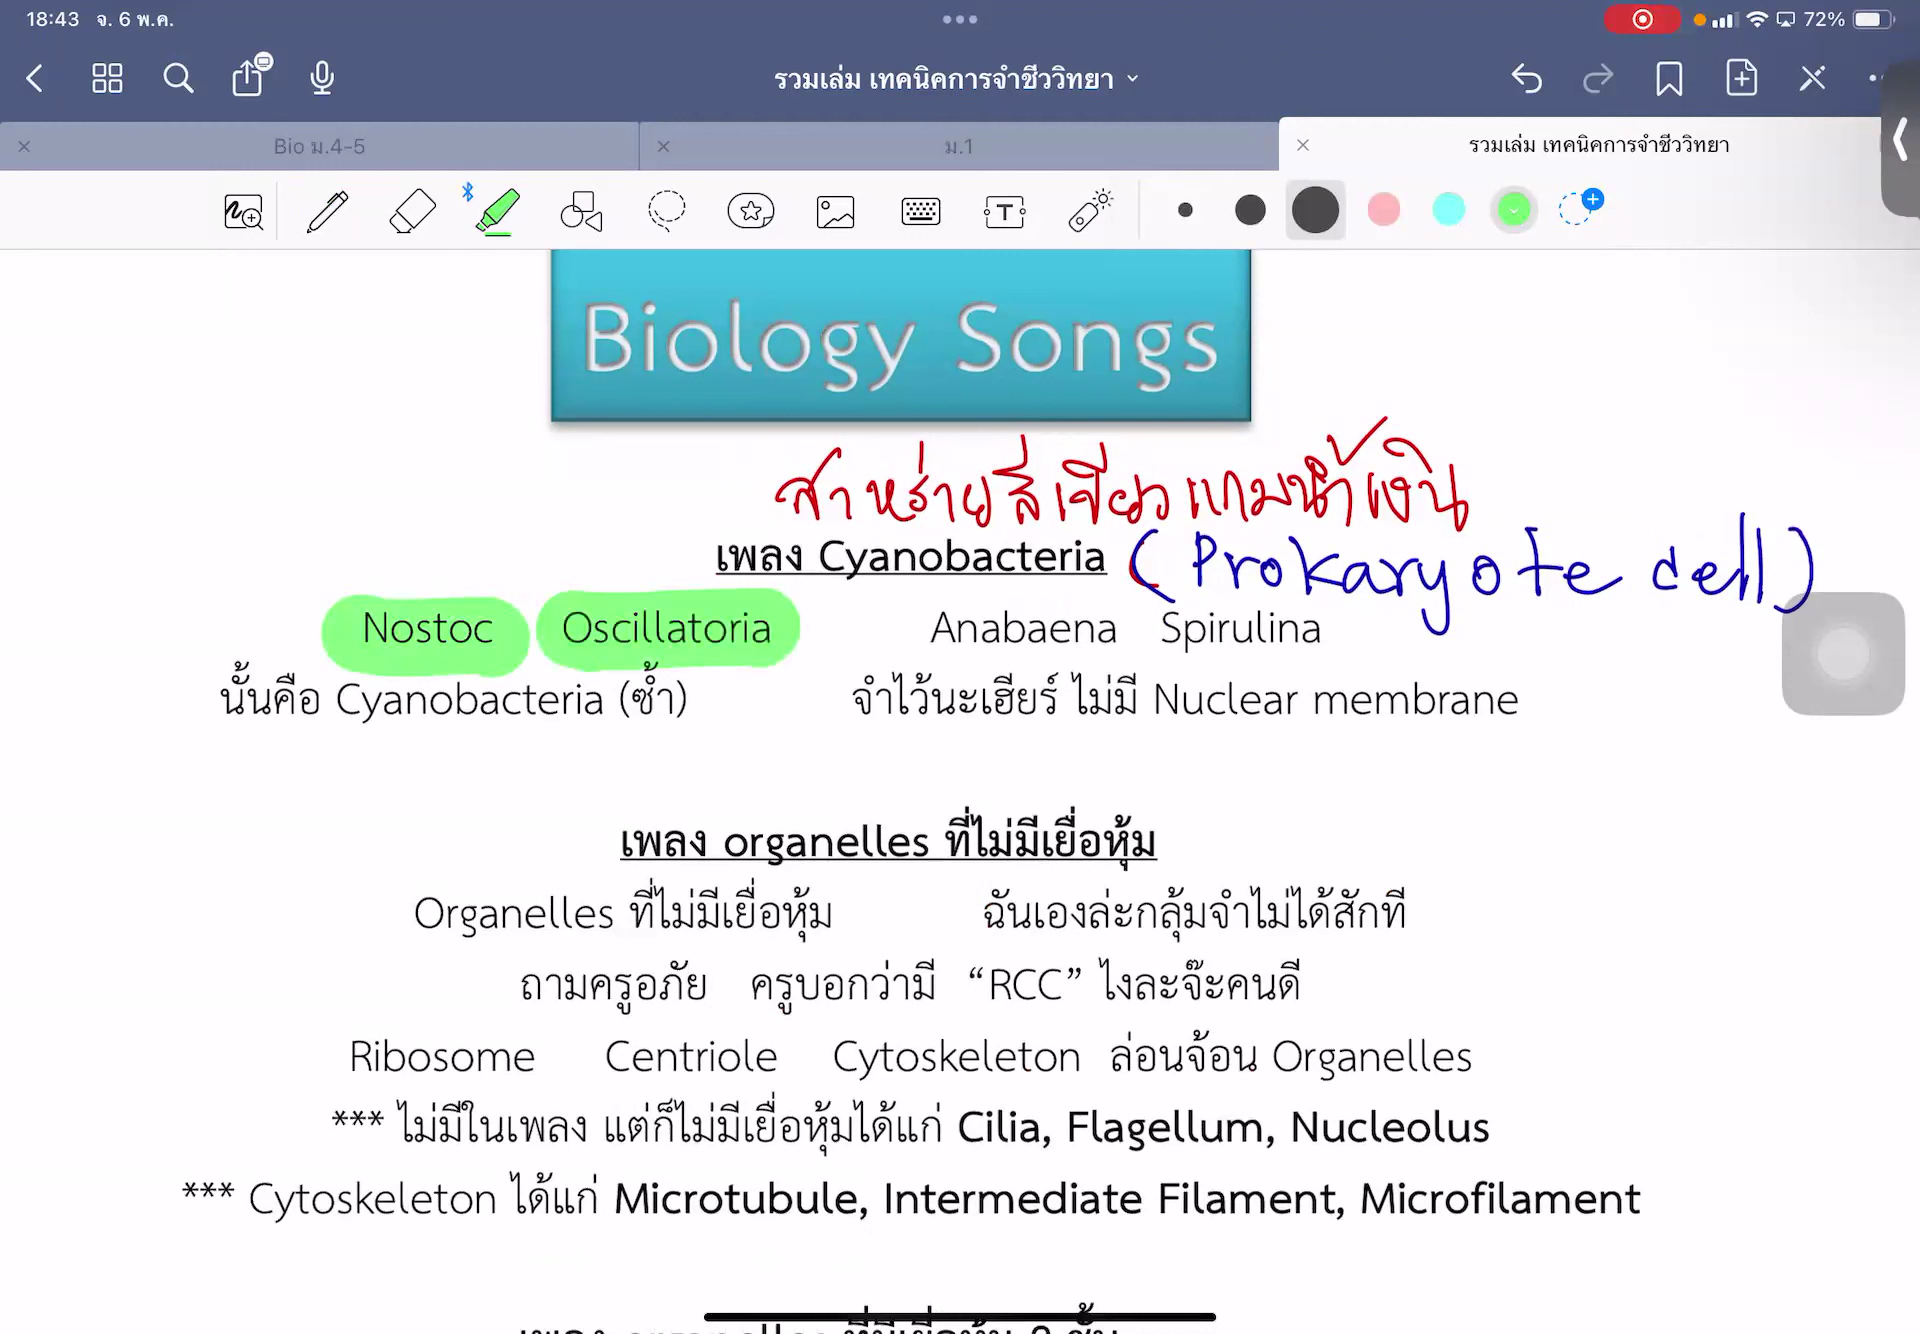 18:43 จ. 6 พ.ค. 72%
รวมเล่ม เทคนิคการจำชีววิทยา
Bio ม.4-5 ม.1 รวมเล่ม เทคนิคการจำชีววิทยา
Biology Songs
สาหร่ายสีเขียวแกมน้ำเงิน
เพลง Cyanobacteria (Prokaryote cell)
Nostoc Oscillatoria Anabaena Spirulina
นั้นคือ Cyanobacteria (ซ้ำ) จำไว้นะเฮียร์ ไม่มี Nuclear membrane
เพลง organelles ที่ไม่มีเยื่อหุ้ม
Organelles ที่ไม่มีเยื่อหุ้ม ฉันเองล่ะกลุ้มจำไม่ได้สักที
ถามครูอภัย ครูบอกว่ามี “RCC” ไงละจ๊ะคนดี
Ribosome Centriole Cytoskeleton ล่อนจ้อน Organelles
*** ไม่มีในเพลง แต่ก็ไม่มีเยื่อหุ้มได้แก่ Cilia, Flagellum, Nucleolus
*** Cytoskeleton ได้แก่ Microtubule, Intermediate Filament, Microfilament